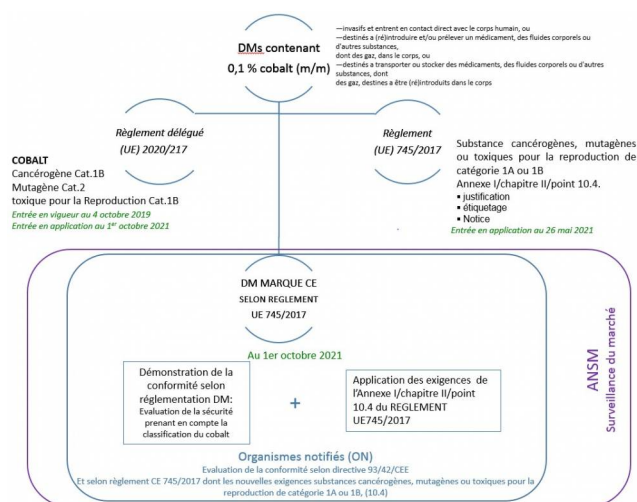 DMs contenant
0,1 % cobalt (m/m)
—invasifs et entrent en contact direct avec le corps humain, ou
—destinés a (ré)introduire et/ou prélever un médicament, des fluides corporels ou
d'autres substances,
dont des gaz, dans le corps, ou
—destinés a transporter ou stocker des médicaments, des fluides corporels ou d'autres
substances, dont
des gaz, destines a être (ré)introduits dans le corps
Règlement délégué
(UE) 2020/217
COBALT
Cancérogène Cat.1B
Mutagène Cat.2
toxique pour la Reproduction Cat.1B
Entrée en vigueur au 4 octobre 2019
Entrée en application au 1er octobre 2021
Règlement
(UE) 745/2017
Substance cancérogènes, mutagènes
ou toxiques pour la reproduction de
catégorie 1A ou 1B
Annexe I/chapitre II/point 10.4.
▪ justification
▪ étiquetage
▪ Notice
Entrée en application au 26 mai 2021
DM MARQUE CE
SELON REGLEMENT
UE 745/2017
Au 1er octobre 2021
Démonstration de la
conformité selon
réglementation DM:
Evaluation de la sécurité
prenant en compte la
classification du cobalt
+
Application des exigences de
l'Annexe I/chapitre II/point
10.4 du REGLEMENT
UE745/2017
Organismes notifiés (ON)
Evaluation de la conformité selon directive 93/42/CEE
Et selon règlement CE 745/2017 dont les nouvelles exigences substances cancérogènes, mutagènes ou toxiques pour la
reproduction de catégorie 1A ou 1B, (10.4)
ANSM
Surveillance du marché